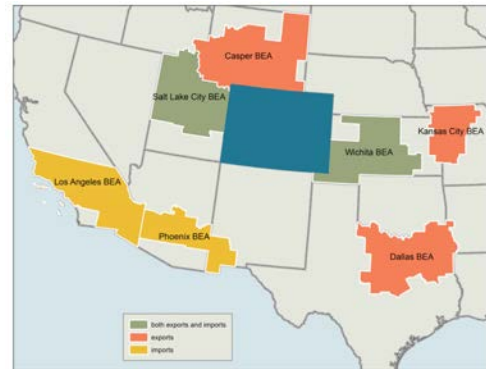 Casper BEA
Salt Lake City BEA
Kansas City BEA
Wichita BEA
Los Angeles BEA
Phoenix BEA
Dallas BEA
both exports and imports
exports
imports